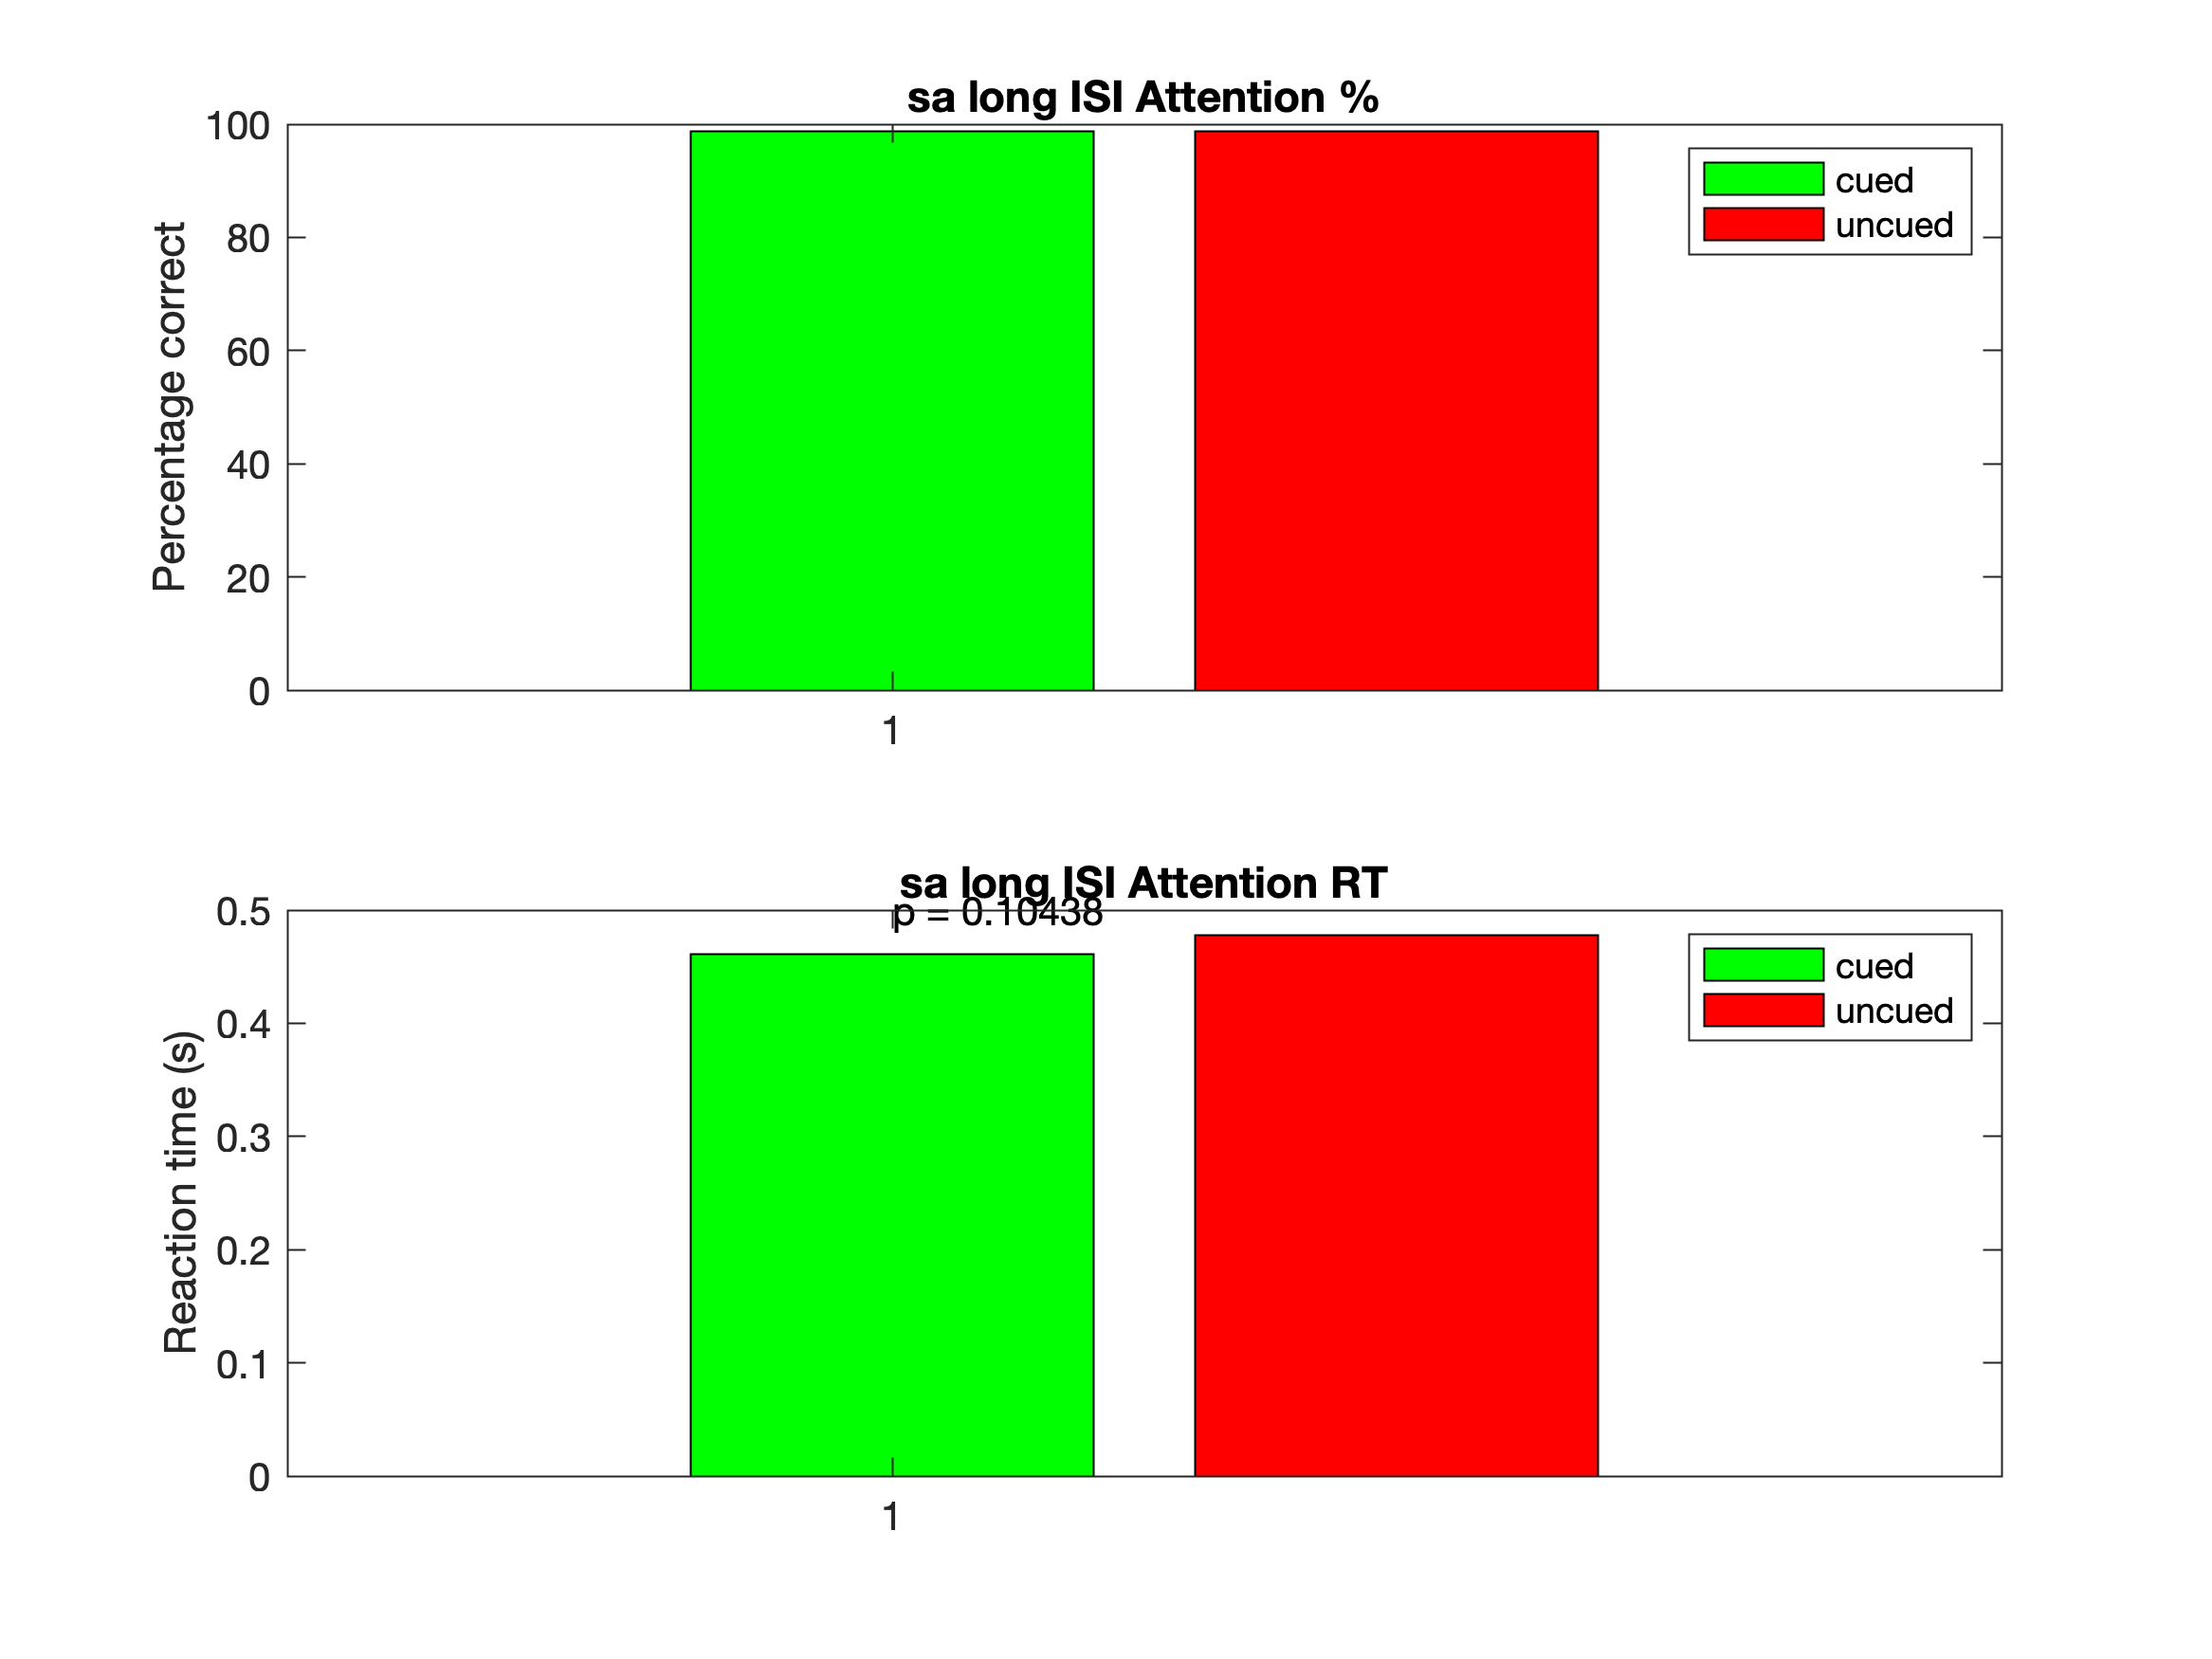 sa long ISI Attention %
100
80
60
40
20
0
Percentage correct
1
cued
uncued
sa long ISI Attention RT
p = 0.10438
0.5
0.4
0.3
0.2
0.1
0
Reaction time (s)
1
cued
uncued